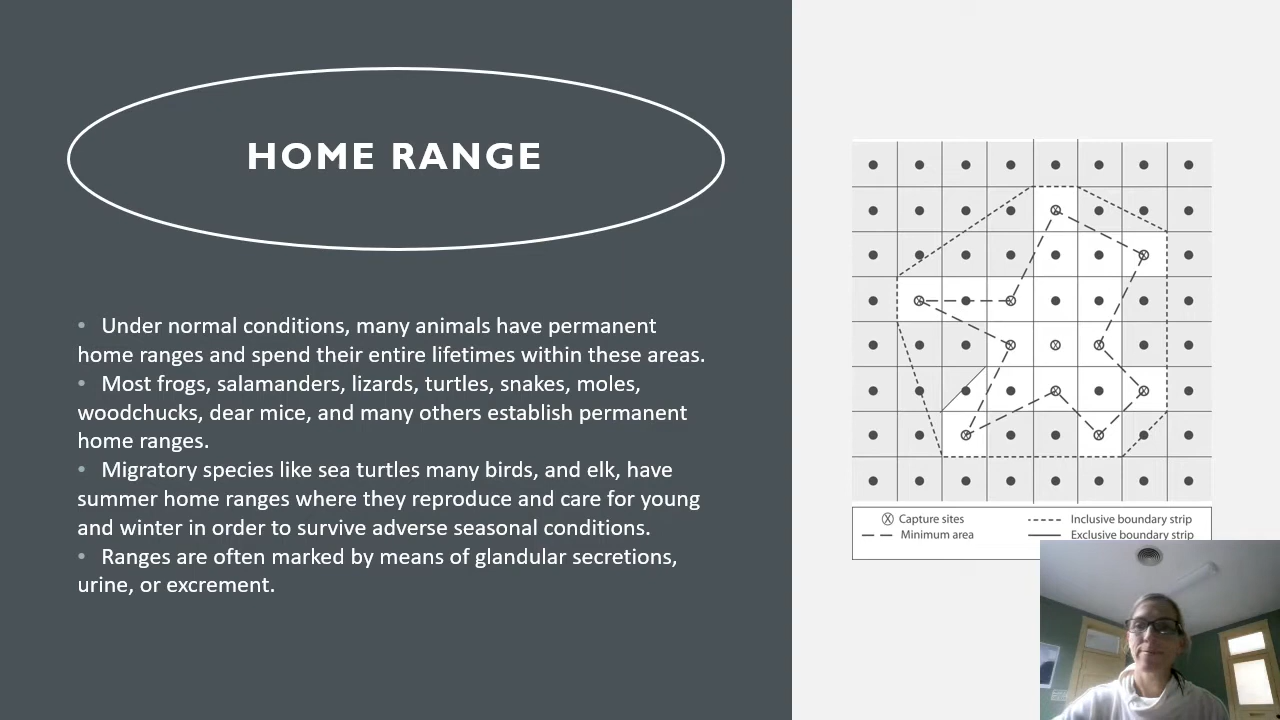 HOME RANGE
• Under normal conditions, many animals have permanent
home ranges and spend their entire lifetimes within these areas.
• Most frogs, salamanders, lizards, turtles, snakes, moles,
woodchucks, dear mice, and many others establish permanent
home ranges.
• Migratory species like sea turtles many birds, and elk, have
summer home ranges where they reproduce and care for young
and winter in order to survive adverse seasonal conditions.
• Ranges are often marked by means of glandular secretions,
urine, or excrement.
Capture sites
Minimum area
Inclusive boundary strip
Exclusive boundary strip